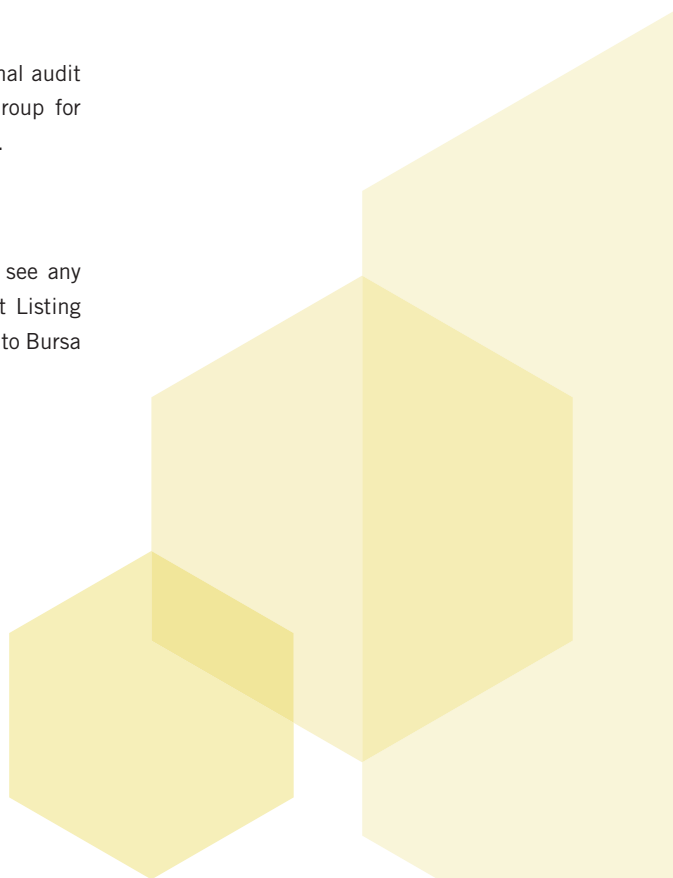 nal audit
roup for
.
see any
t Listing
to Bursa